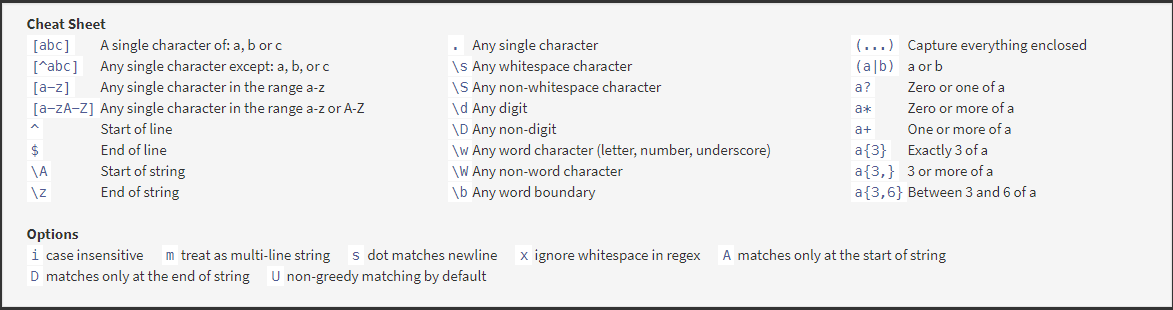 Cheat Sheet
[abc] A single character of: a, b or c
[^abc] Any single character except: a, b, or c
[a-z] Any single character in the range a-z
[a-zA-Z] Any single character in the range a-z or A-Z
^ Start of line
$ End of line
\A Start of string
\z End of string
. Any single character
\s Any whitespace character
\S Any non-whitespace character
\d Any digit
\D Any non-digit
\w Any word character (letter, number, underscore)
\W Any non-word character
\b Any word boundary
(...) Capture everything enclosed
(a|b) a or b
a? Zero or one of a
a* Zero or more of a
a+ One or more of a
a{3} Exactly 3 of a
a{3,} 3 or more of a
a{3,6} Between 3 and 6 of a
Options
i case insensitive m treat as multi-line string s dot matches newline x ignore whitespace in regex A matches only at the start of string
D matches only at the end of string U non-greedy matching by default